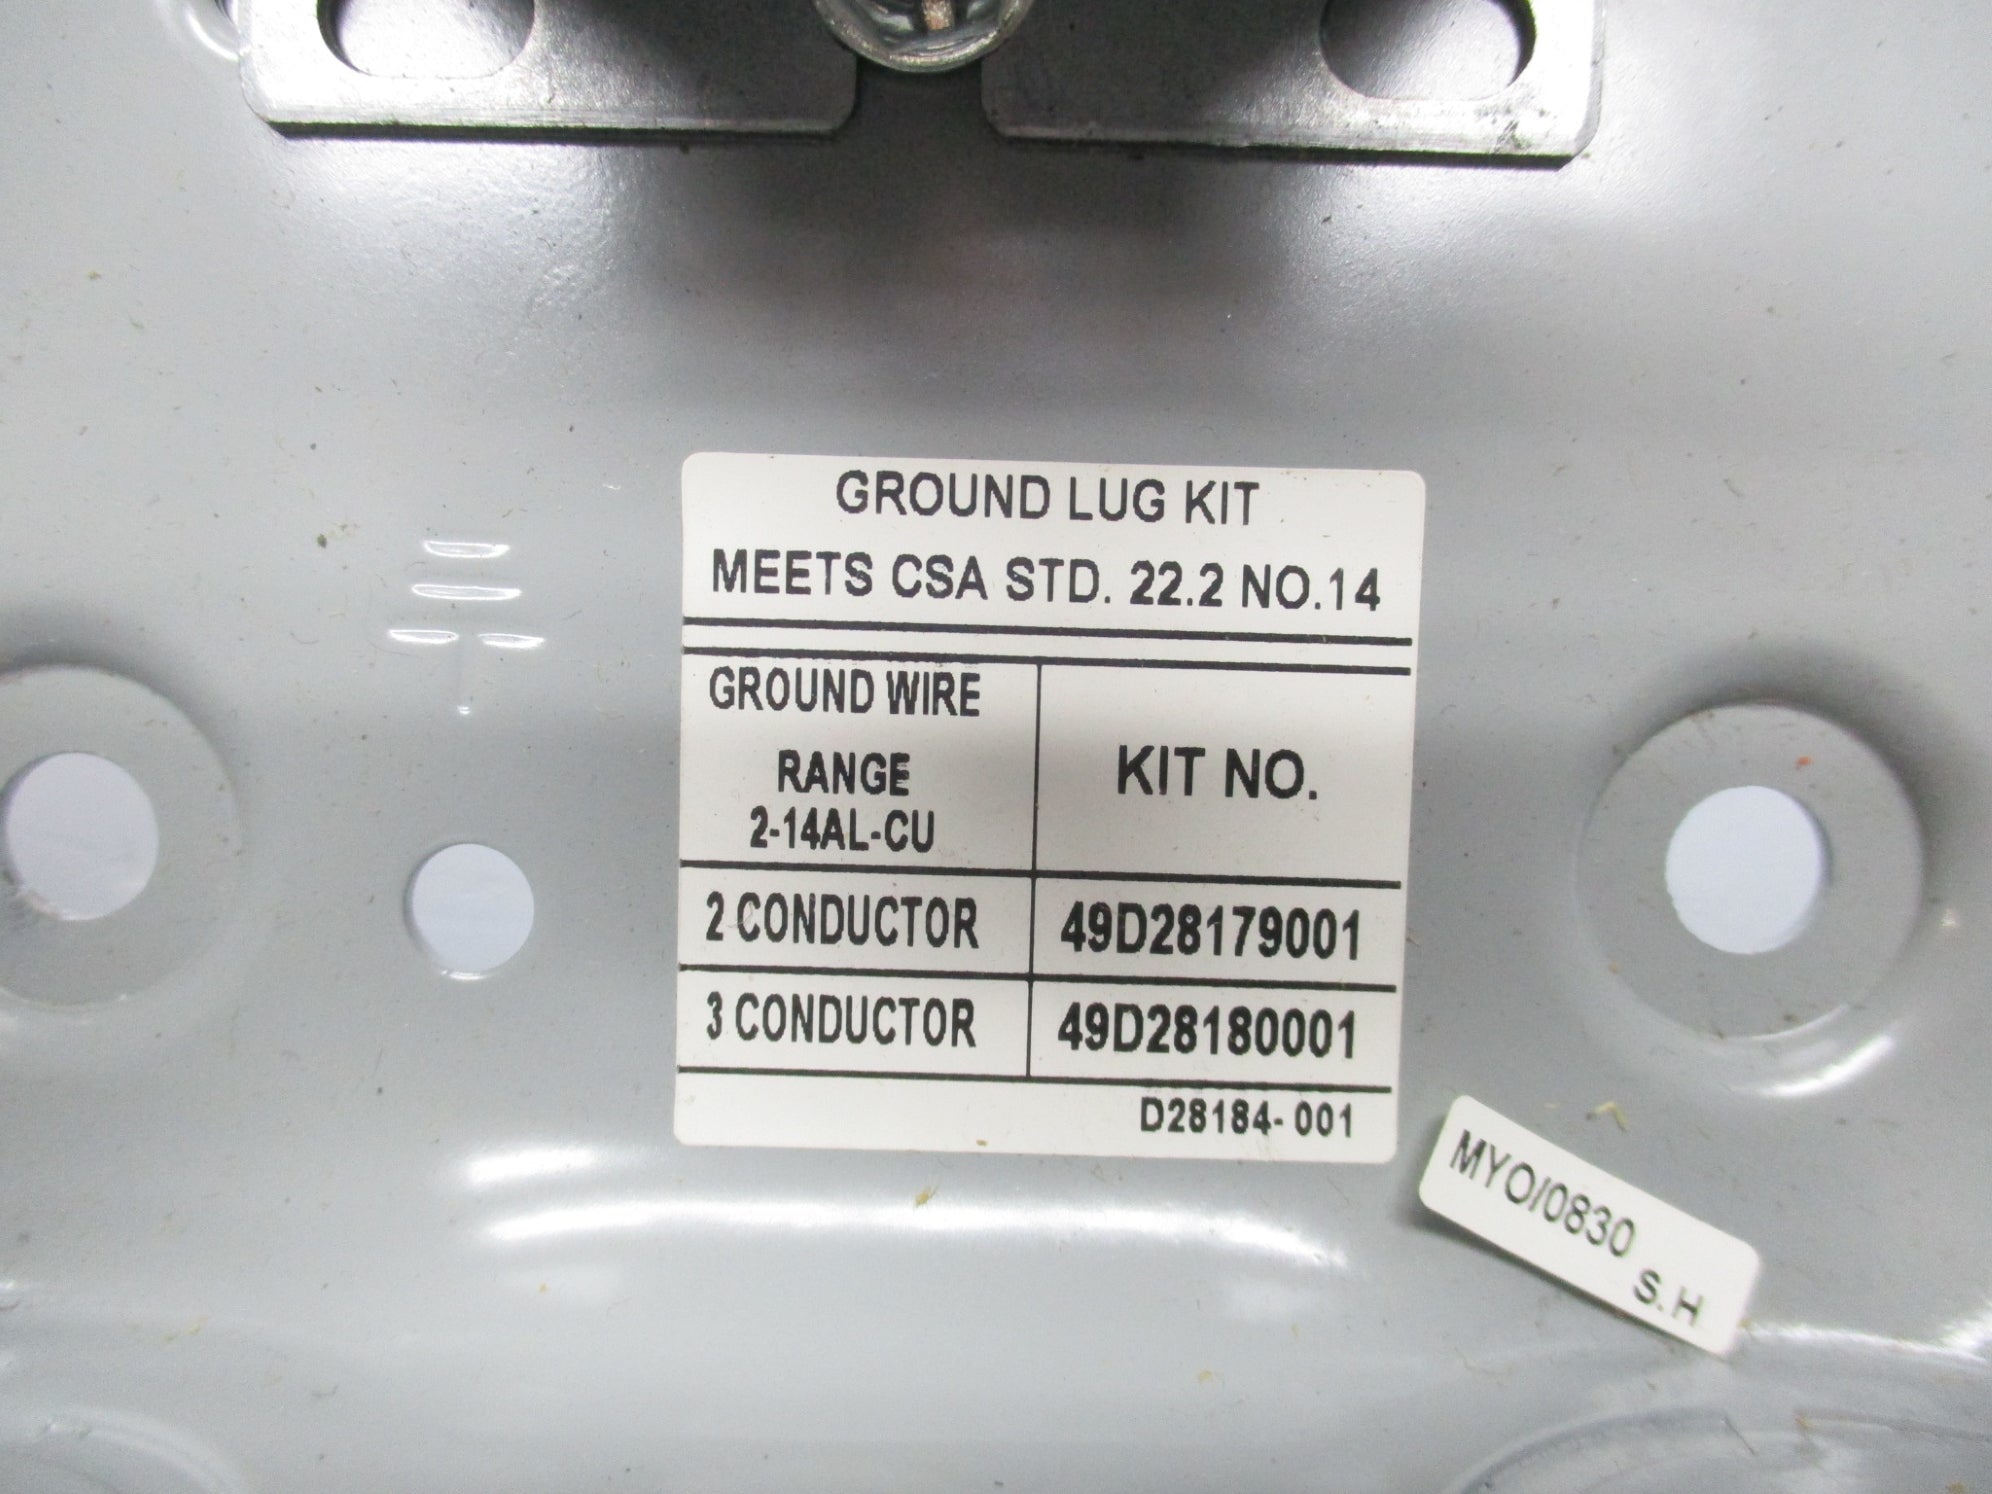 GROUND LUG KIT
MEETS CSA STD. 22.2 NO.14
GROUND WIRE
RANGE
2-14AL-CU
KIT NO.
2 CONDUCTOR 49D28179001
3 CONDUCTOR 49D28180001
D28184-001
MYO/0830
S.H